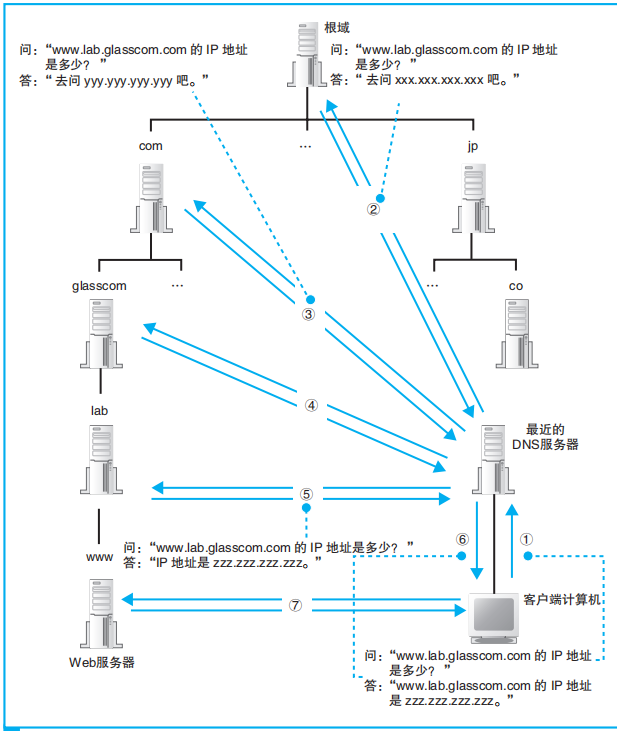 根域
问：“www.lab.glasscom.com 的 IP 地址
是多少？ ”
答：“ 去问 yyy.yyy.yyy.yyy 吧。”
问：“www.lab.glasscom.com 的 IP 地址
是多少？ ”
答：“ 去问 xxx.xxx.xxx.xxx 吧。”
com
…
jp
②
glasscom
…
…
co
③
④
lab
最近的
DNS服务器
⑤
www
问：“www.lab.glasscom.com 的 IP 地址是多少？ ”
答：“IP 地址是 zzz.zzz.zzz.zzz。”
⑥
①
⑦
客户端计算机
Web服务器
问：“www.lab.glasscom.com 的 IP 地址
是多少？ ”
答：“www.lab.glasscom.com 的 IP 地址
是 zzz.zzz.zzz.zzz。”